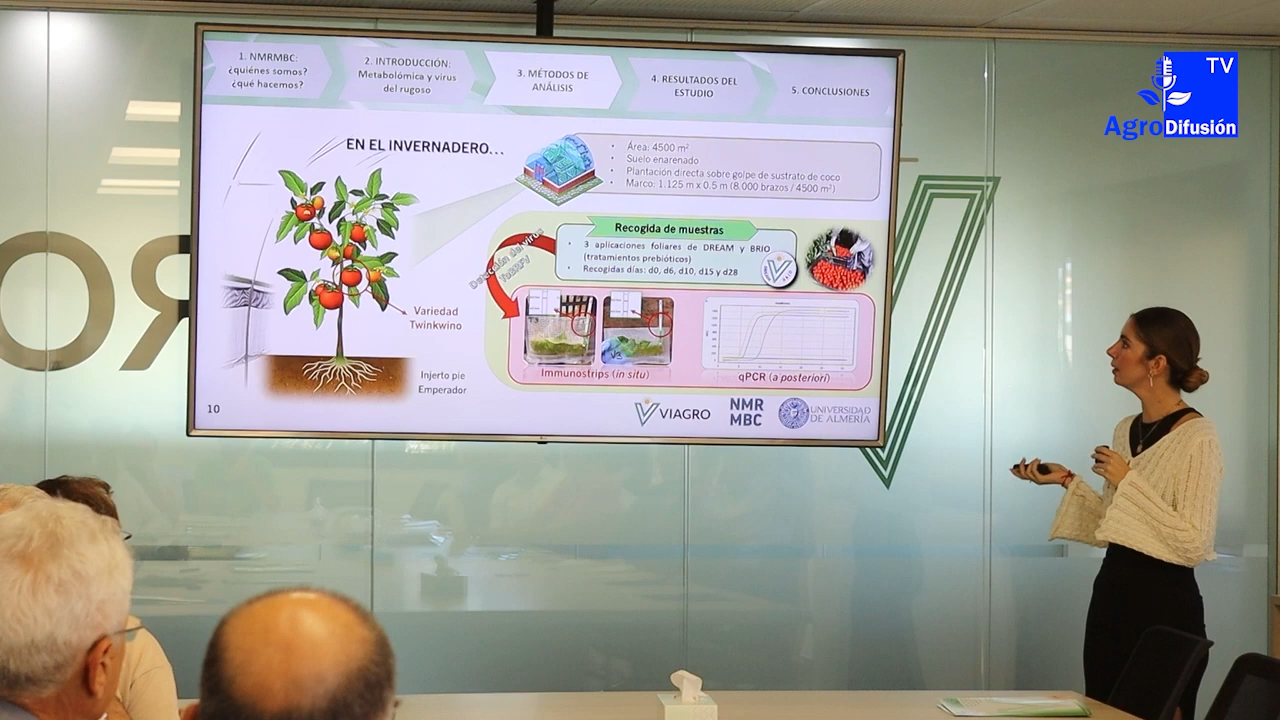 TV
AgroDifusión
1. NMRMBC:
¿quiénes somos?
¿qué hacemos?
2. INTRODUCCIÓN:
Metabolómica y virus
del rugoso
3. MÉTODOS DE
ANÁLISIS
4. RESULTADOS DEL
ESTUDIO
5. CONCLUSIONES
EN EL INVERNADERO...
• Área: 4500 m²
• Suelo enarenado
• Plantación directa sobre golpe de sustrato de coco
• Marco: 1.125 m x 0.5 m (8.000 brazos / 4500 m²)
Recogida de muestras
• 3 aplicaciones foliares de DREAM y BRIO
(tratamientos prebióticos)
• Recogidas días: d0, d6, d10, d15 y d28
Detección del virus
Variedad
Twinkwino
Injerto pie
Emperador
Immunostrips (in situ)
qPCR (a posteriori)
10
VIAGRO
NMR
MBC
UNIVERSIDAD
DE ALMERÍA